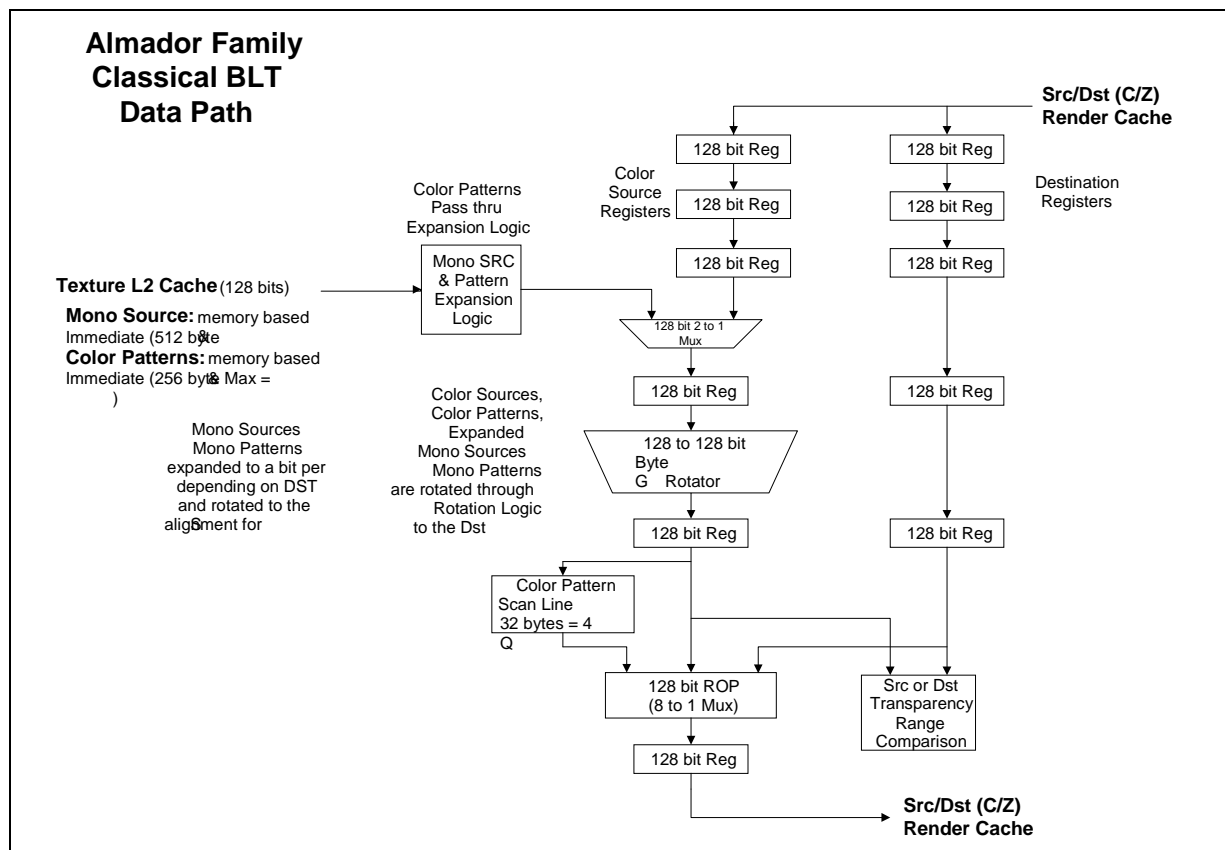 Almador Family
Classical BLT
Data Path
Src/Dst (C/Z)
Render Cache
128 bit Reg
128 bit Reg
Color
Source
Registers
128 bit Reg
128 bit Reg
Destination
Registers
128 bit Reg
128 bit Reg
Color Patterns
Pass thru
Expansion Logic
Mono SRC
& Pattern
Expansion
Logic
Texture L2 Cache (128 bits)
Mono Source: memory based
Immediate (512 byte &
Color Patterns: memory based
Immediate (256 byte & Max =
)
128 bit 2 to 1
Mux
128 bit Reg
128 bit Reg
Mono Sources
Mono Patterns
expanded to a bit per
depending on DST
and rotated to the
alignment for
Color Sources,
Color Patterns,
Expanded
Mono Sources
Mono Patterns
are rotated through
Rotation Logic
to the Dst
128 to 128 bit
Byte
G Rotator
128 bit Reg
128 bit Reg
Color Pattern
Scan Line
32 bytes = 4
Q
128 bit ROP
(8 to 1 Mux)
Src or Dst
Transparency
Range
Comparison
128 bit Reg
Src/Dst (C/Z)
Render Cache